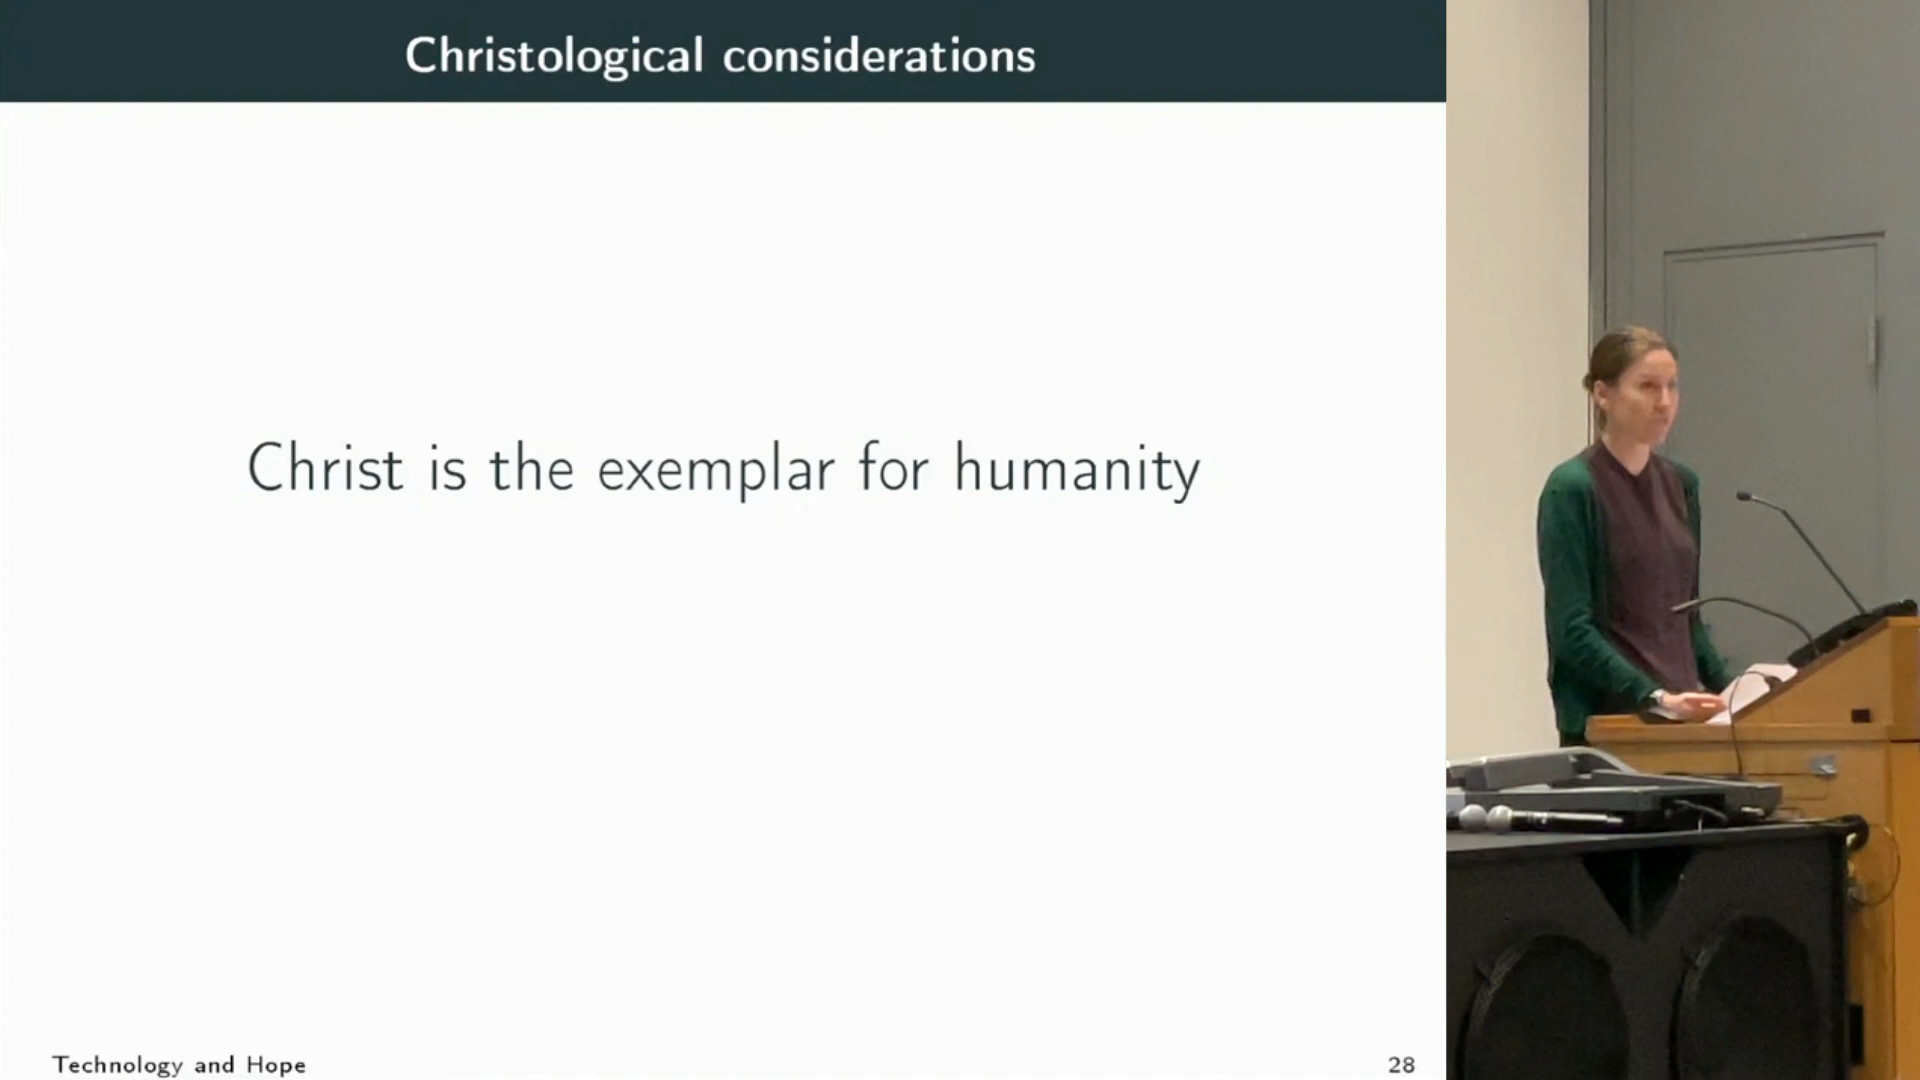 Christological considerations
Christ is the exemplar for humanity
Technology and Hope
28